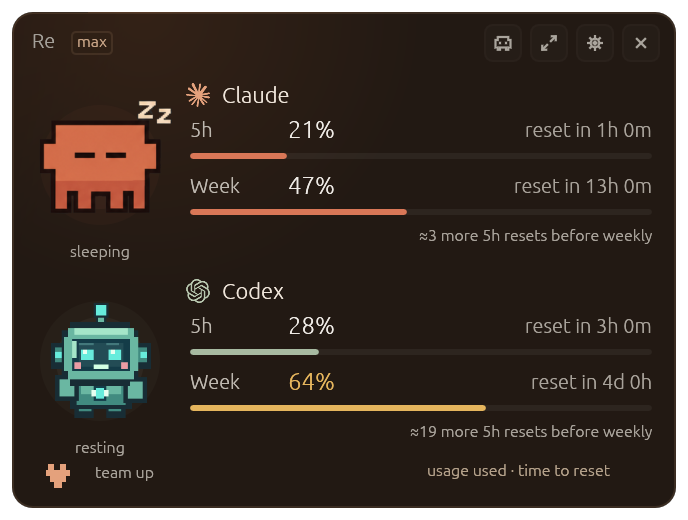 Re max
zz
Claude
5h 21% reset in 1h 0m
Week 47% reset in 13h 0m
≈3 more 5h resets before weekly
sleeping
Codex
5h 28% reset in 3h 0m
Week 64% reset in 4d 0h
≈19 more 5h resets before weekly
resting
team up
usage used · time to reset